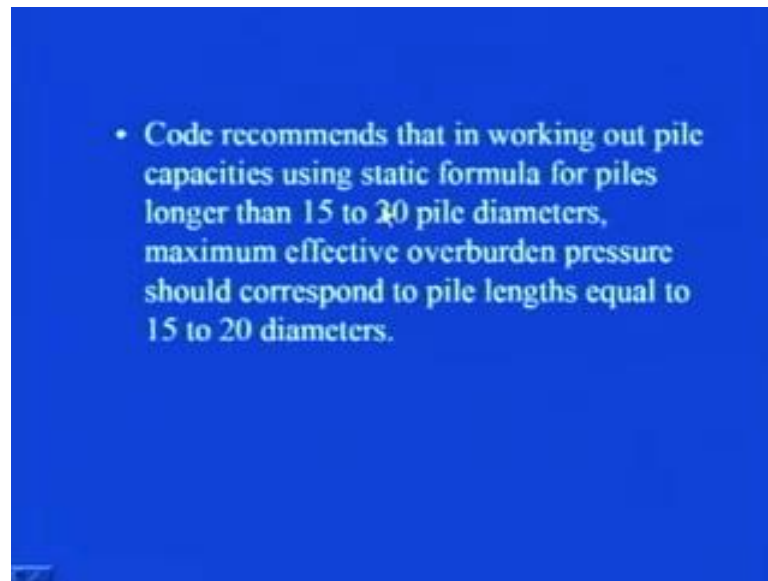 • Code recommends that in working out pile
capacities using static formula for piles
longer than 15 to 20 pile diameters,
maximum effective overburden pressure
should correspond to pile lengths equal to
15 to 20 diameters.